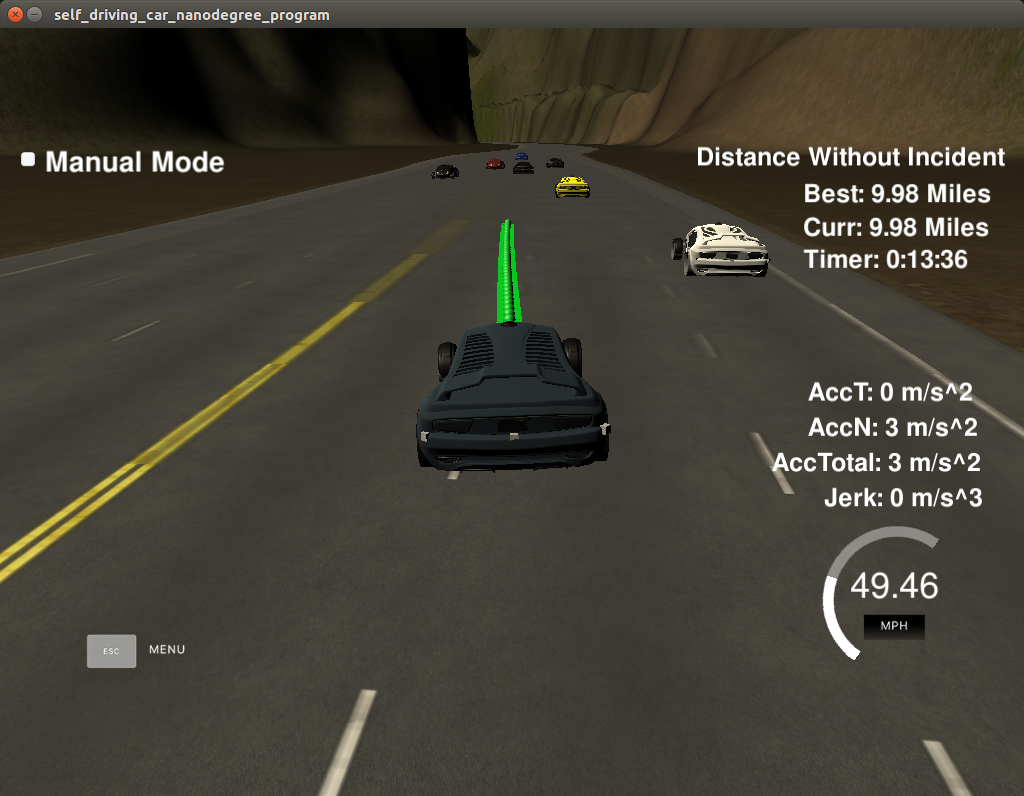 self_driving_car_nanodegree_program
Manual Mode
Distance Without Incident
Best: 9.98 Miles
Curr: 9.98 Miles
Timer: 0:13:36
AccT: 0 m/s^2
AccN: 3 m/s^2
AccTotal: 3 m/s^2
Jerk: 0 m/s^3
49.46
MPH
ESC MENU